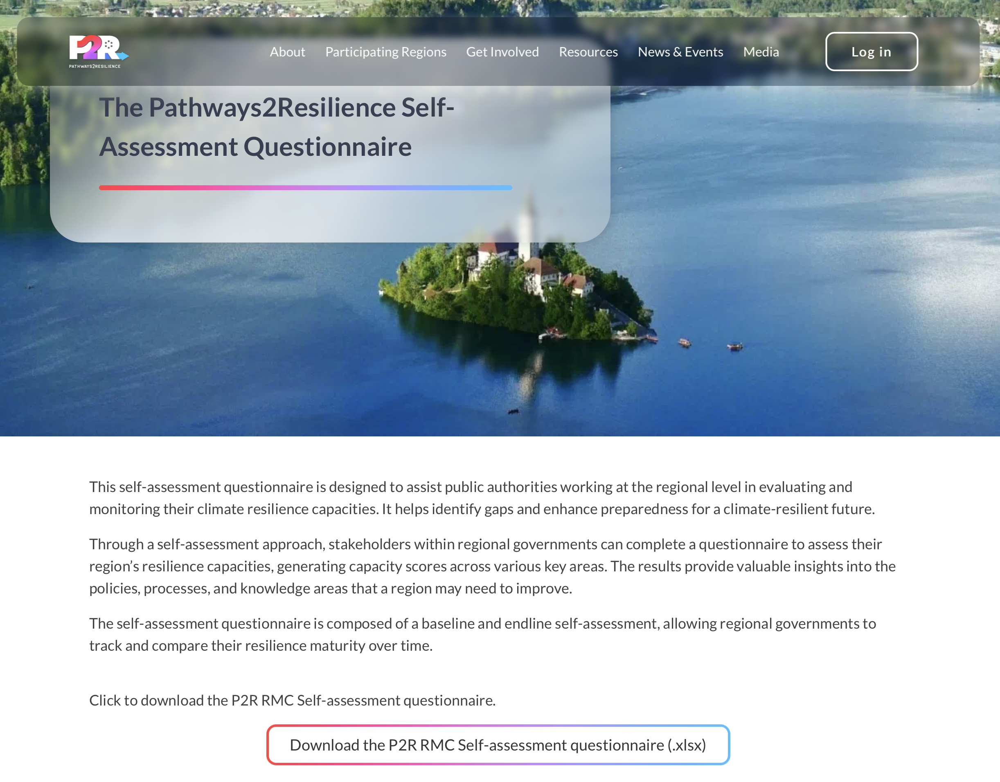 P2R
PATHWAYS2RESILIENCE
About Participating Regions Get Involved Resources News & Events Media Log in
The Pathways2Resilience Self-
Assessment Questionnaire
This self-assessment questionnaire is designed to assist public authorities working at the regional level in evaluating and
monitoring their climate resilience capacities. It helps identify gaps and enhance preparedness for a climate-resilient future.
Through a self-assessment approach, stakeholders within regional governments can complete a questionnaire to assess their
region’s resilience capacities, generating capacity scores across various key areas. The results provide valuable insights into the
policies, processes, and knowledge areas that a region may need to improve.
The self-assessment questionnaire is composed of a baseline and endline self-assessment, allowing regional governments to
track and compare their resilience maturity over time.
Click to download the P2R RMC Self-assessment questionnaire.
Download the P2R RMC Self-assessment questionnaire (.xlsx)